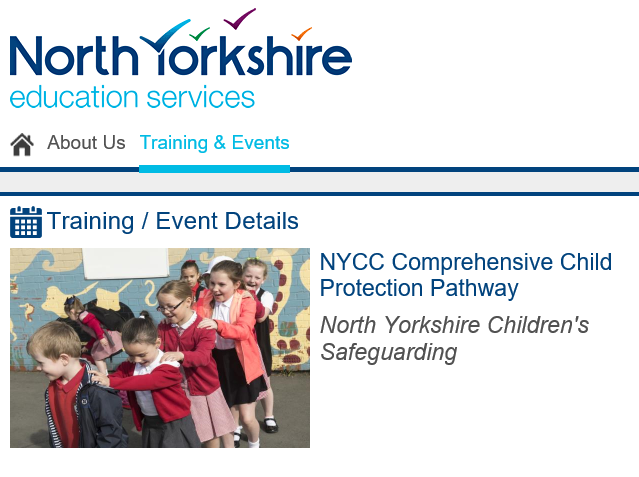 North Yorkshire
education services
About Us Training & Events
Training / Event Details
NYCC Comprehensive Child
Protection Pathway
North Yorkshire Children's
Safeguarding